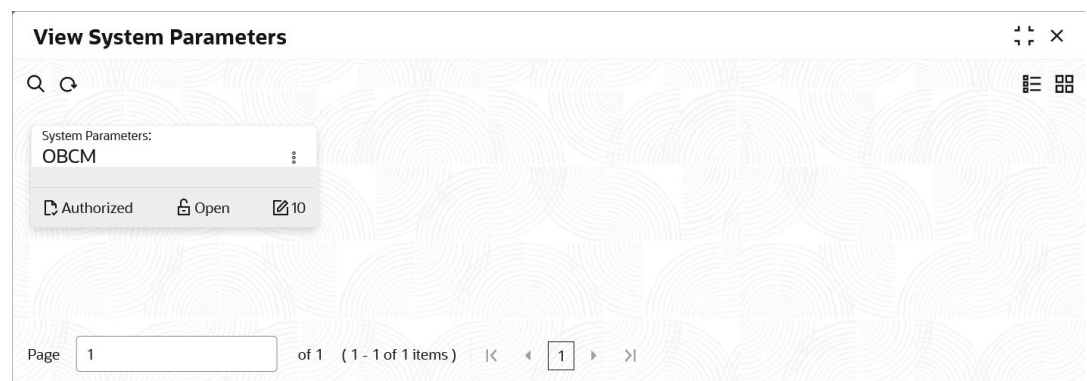 View System Parameters
System Parameters:
OBCM
Authorized Open 10
Page 1 of 1 (1 - 1 of 1 items) 1